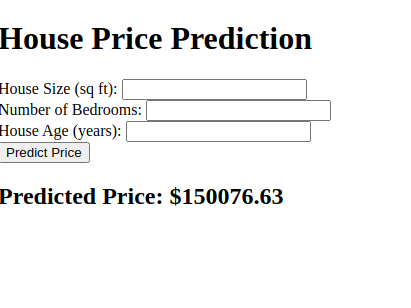 House Price Prediction
House Size (sq ft):
Number of Bedrooms:
House Age (years):
Predict Price
Predicted Price: $150076.63